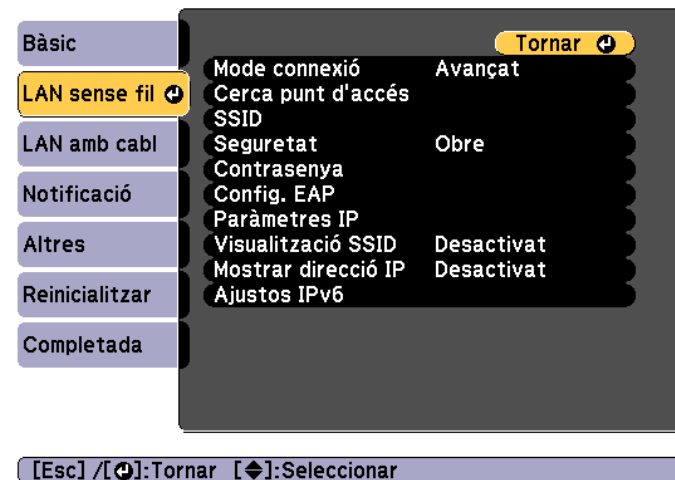 Bàsic
LAN sense fil
LAN amb cabl
Notificació
Altres
Reinicialitzar
Completada
Tornar
Mode connexió Avançat
Cerca punt d'accés
SSID
Seguretat Obre
Contrasenya
Config. EAP
Paràmetres IP
Visualització SSID Desactivat
Mostrar direcció IP Desactivat
Ajustos IPv6
[Esc] /[ ]:Tornar [ ]:Seleccionar